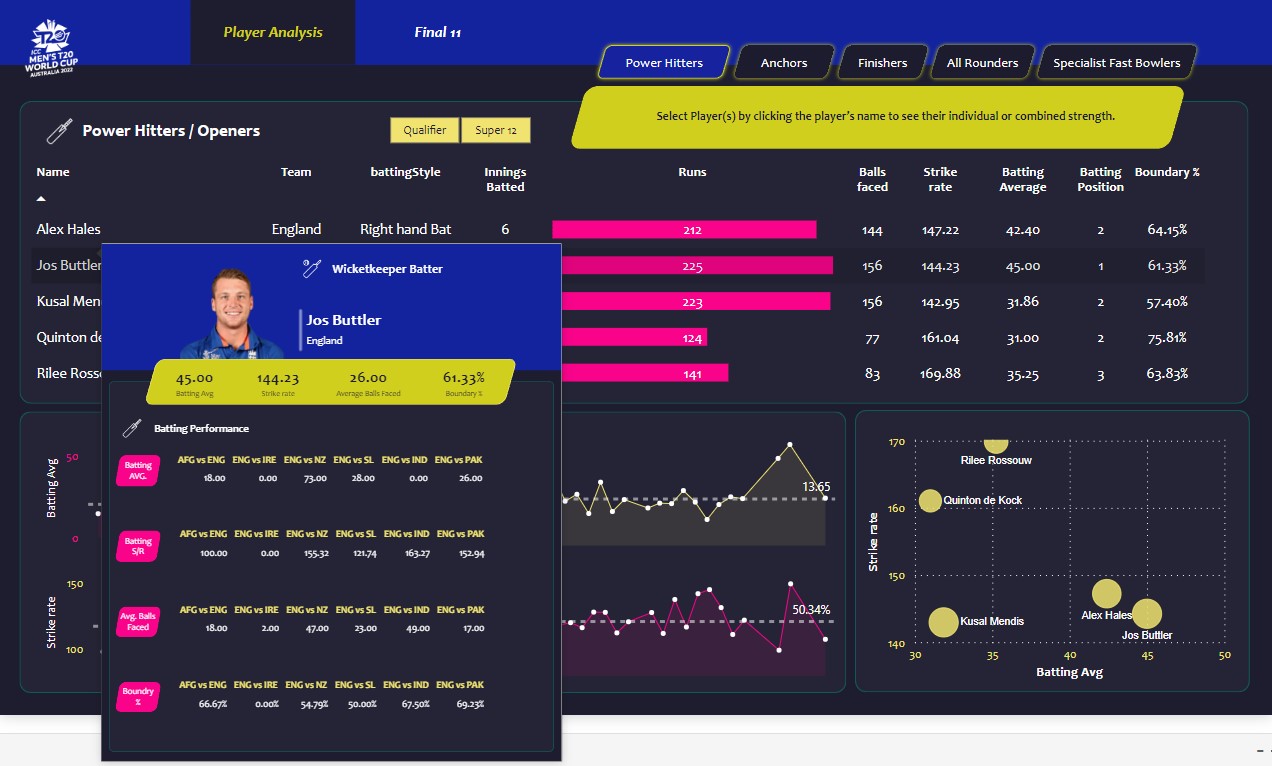 Player Analysis
Final 11
ICC
MEN'S T20
WORLD CUP
AUSTRALIA 2022
Power Hitters
Anchors
Finishers
All Rounders
Specialist Fast Bowlers
Select Player(s) by clicking the player's name to see their individual or combined strength.
Power Hitters / Openers
Qualifier
Super 12
Name Team battingStyle Innings Batted Runs Balls faced Strike rate Batting Average Batting Position Boundary %
Alex Hales England Right hand Bat 6 212 144 147.22 42.40 2 64.15%
Jos Buttler 225 156 144.23 45.00 1 61.33%
Kusal Men 223 156 142.95 31.86 2 57.40%
Quinton de 124 77 161.04 31.00 2 75.81%
Rilee Rosso 141 83 169.88 35.25 3 63.83%
Wicketkeeper Batter
Jos Buttler
England
45.00 144.23 26.00 61.33%
Batting Avg Strike rate Average Balls Faced Boundary %
Batting Performance
Batting AVG.
AFG vs ENG ENG vs IRE ENG vs NZ ENG vs SL ENG vs IND ENG vs PAK
18.00 0.00 73.00 28.00 0.00 26.00
Batting S/R
AFG vs ENG ENG vs IRE ENG vs NZ ENG vs SL ENG vs IND ENG vs PAK
100.00 0.00 155.32 121.74 163.27 152.94
Avg. Balls Faced
AFG vs ENG ENG vs IRE ENG vs NZ ENG vs SL ENG vs IND ENG vs PAK
18.00 2.00 47.00 23.00 49.00 17.00
Boundry %
AFG vs ENG ENG vs IRE ENG vs NZ ENG vs SL ENG vs IND ENG vs PAK
66.67% 0.00% 54.79% 50.00% 67.50% 69.23%
Batting Avg
50
0
13.65
Strike rate
150
100
50.34%
Strike rate
170
160
150
140
Rilee Rossouw
Quinton de Kock
Alex Hales
Kusal Mendis
Jos Buttler
30 35 40 45 50
Batting Avg